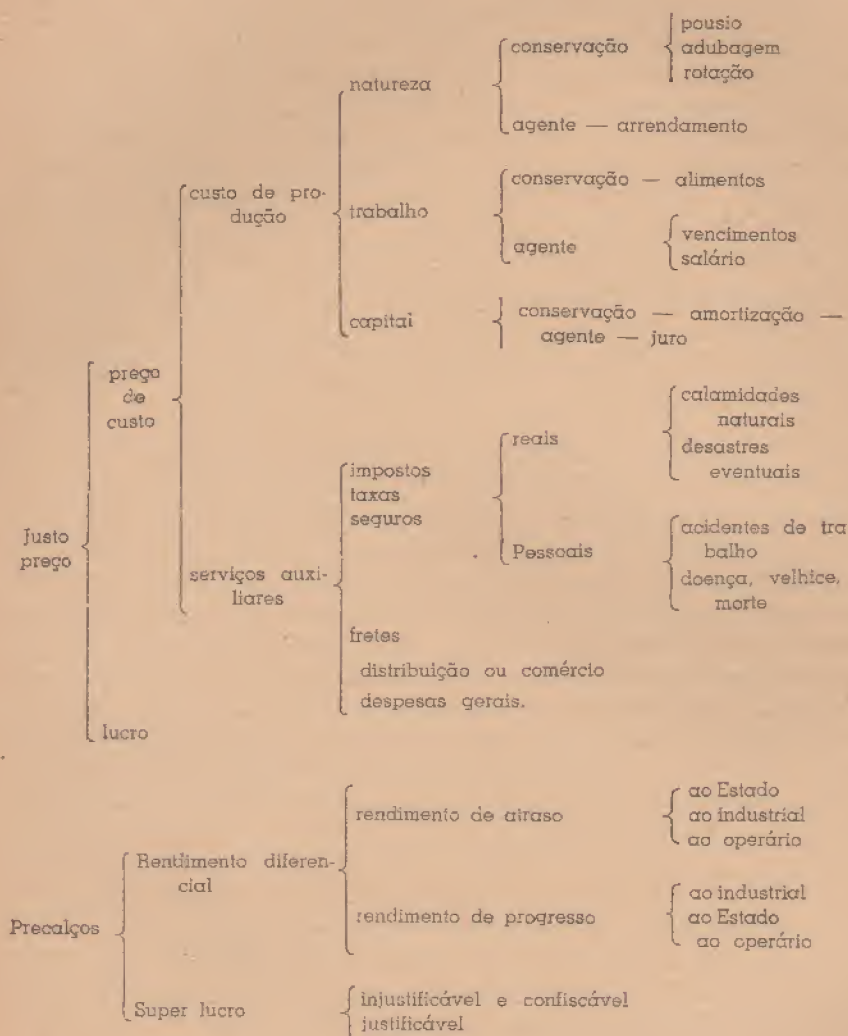 pousio
conservação adubagem
rotação
natureza
agente — arrendamento
custo de pro-
dução
conservação — alimentos
trabalho
agente vencimentos
salário
capital conservação — amortização —
agente — juro
preço
de
custo
calamidades
naturais
reais
desastres
eventuais
impostos
taxas
seguros
Justo
preço
serviços auxi-
liares
Pessoais acidentes de tra
balho
doença, velhice,
morte
fretes
distribuição ou comércio
despesas gerais.
lucro
rendimento de atraso ao Estado
ao industrial
ao operário
Rendimento diferen-
cial
Precalços
rendimento de progresso ao industrial
ao Estado
ao operário
Super lucro injustificável e confiscável
justificável